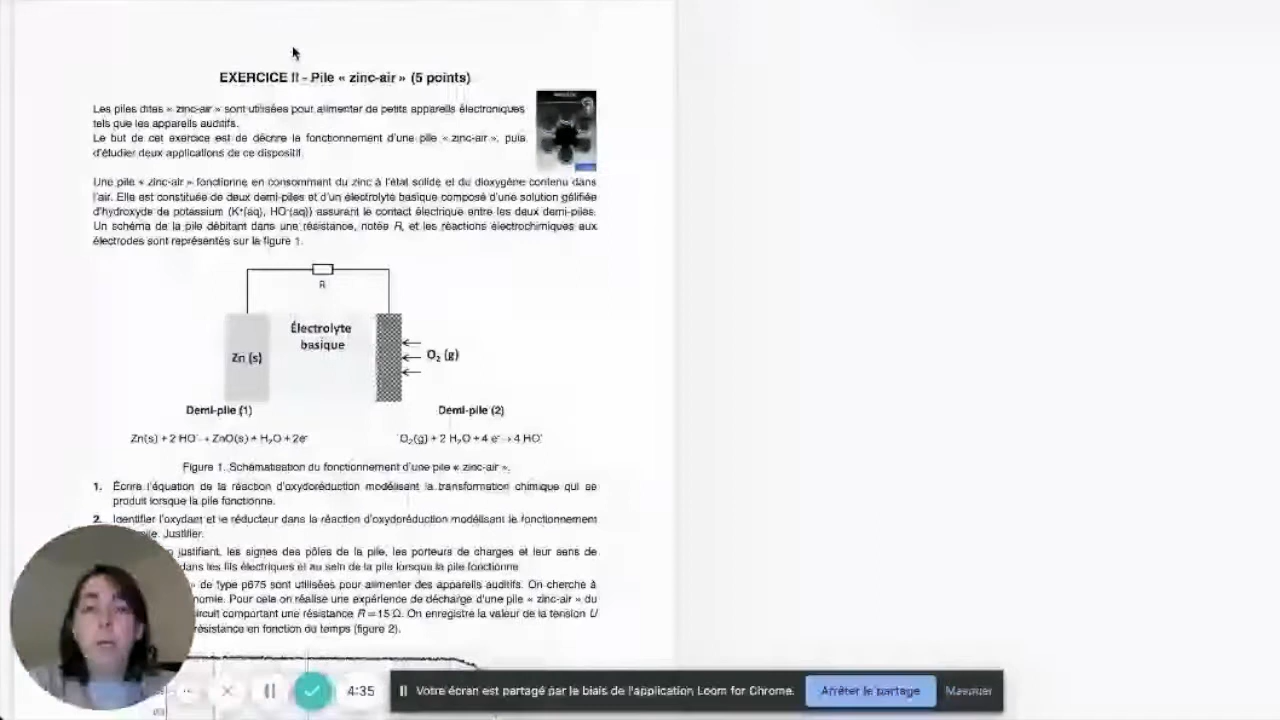 EXERCICE II - Pile « zinc-air » (5 points)
Les piles dites « zinc-air » sont utilisées pour alimenter de petits appareils électroniques
tels que les appareils auditifs.
Le but de cet exercice est de décrire le fonctionnement d'une pile « zinc-air », puis
d'étudier deux applications de ce dispositif.
Une pile « zinc-air » fonctionne en consommant du zinc à l'état solide et du dioxygène contenu dans
l'air. Elle est constituée de deux demi-piles et d'un électrolyte basique composé d'une solution gélifiée
d'hydroxyde de potassium (K⁺(aq), HO⁻(aq)) assurant le contact électrique entre les deux demi-piles.
Un schéma de la pile débitant dans une résistance, notée R, et les réactions électrochimiques aux
électrodes sont représentés sur la figure 1.
R
Électrolyte
basique
Zn (s)
O₂ (g)
Demi-pile (1)
Demi-pile (2)
Zn(s) + 2 HO⁻ → ZnO(s) + H₂O + 2e⁻
O₂(g) + 2 H₂O + 4 e⁻ → 4 HO⁻
Figure 1. Schématisation du fonctionnement d'une pile « zinc-air ».
1. Écrire l'équation de la réaction d'oxydoréduction modélisant la transformation chimique qui se
produit lorsque la pile fonctionne.
2. Identifier l'oxydant et le réducteur dans la réaction d'oxydoréduction modélisant le fonctionnement
Justifier.
justifiant, les signes des pôles de la pile, les porteurs de charges et leur sens de
dans les fils électriques et au sein de la pile lorsque la pile fonctionne
» de type p675 sont utilisées pour alimenter des appareils auditifs. On cherche à
Pour cela on réalise une expérience de décharge d'une pile « zinc-air » du
comportant une résistance R = 15 Ω. On enregistre la valeur de la tension U
résistance en fonction du temps (figure 2).
4:35
Votre écran est partagé par le biais de l'application Loom for Chrome.
Arrêter le partage
Masquer